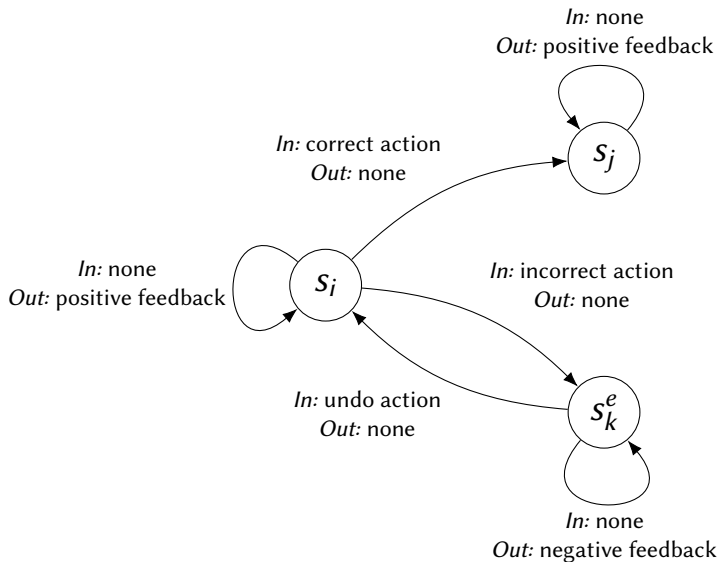 In: none
Out: positive feedback
s_j
In: correct action
Out: none
In: none
Out: positive feedback
s_i
In: incorrect action
Out: none
In: undo action
Out: none
s_k^e
In: none
Out: negative feedback